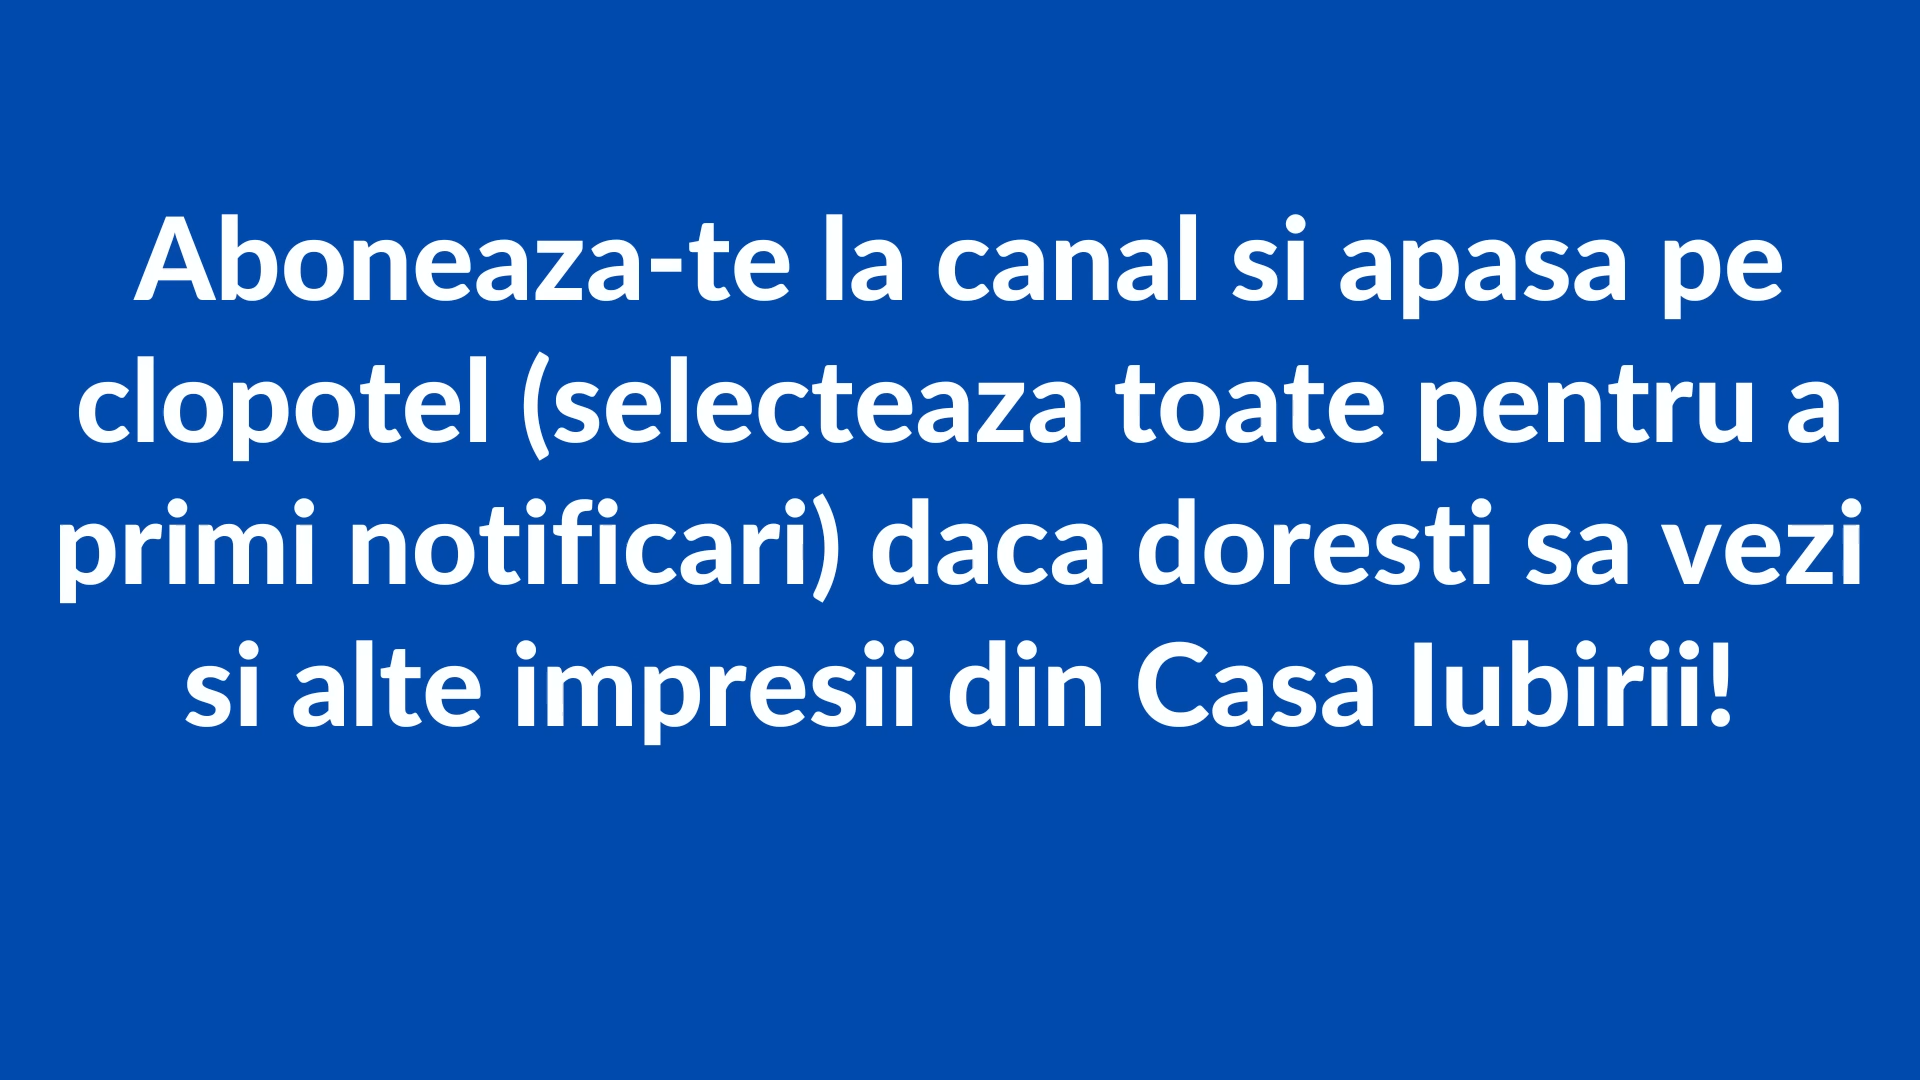 Aboneaza-te la canal si apasa pe
clopotel (selecteaza toate pentru a
primi notificari) daca doresti sa vezi
si alte impresii din Casa Iubirii!